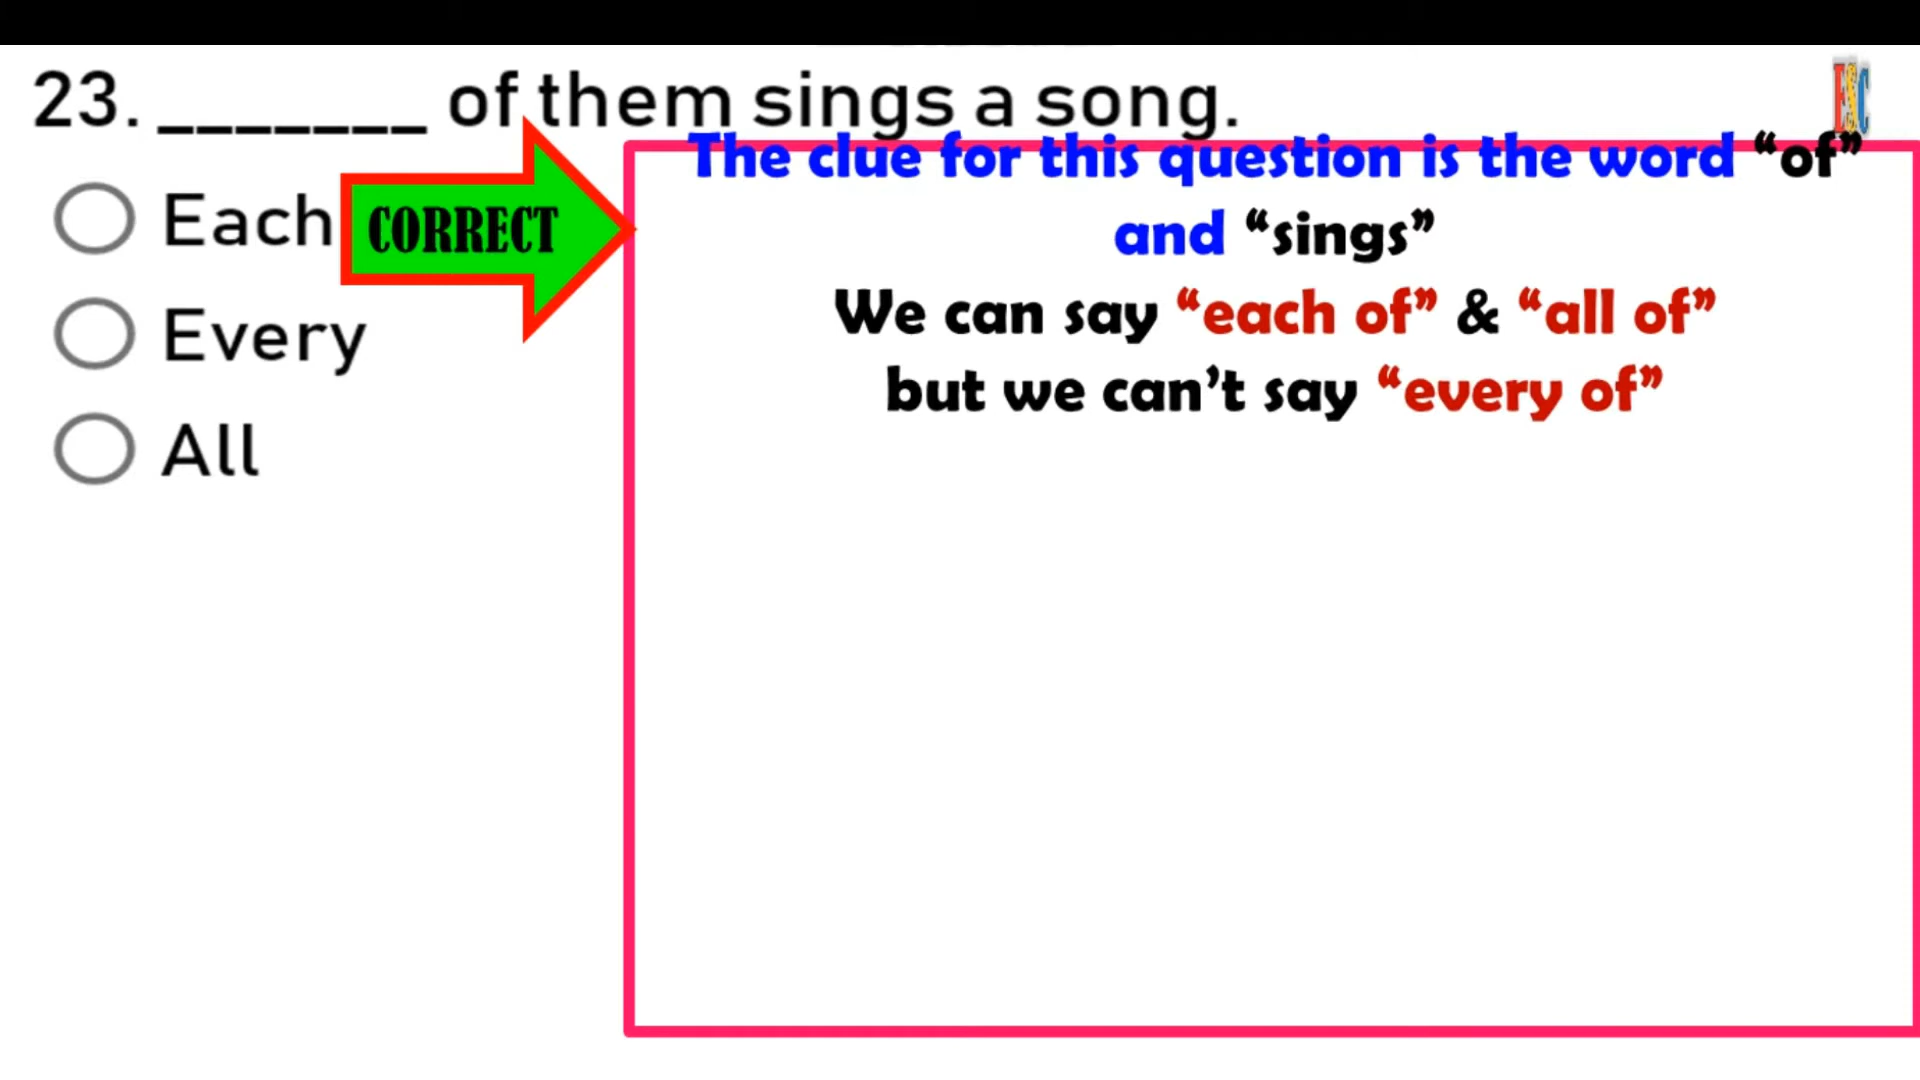 23. _______ of them sings a song.
ESC
The clue for this question is the word “of”
and “sings”
We can say “each of” & “all of”
but we can’t say “every of”
Each
CORRECT
Every
All